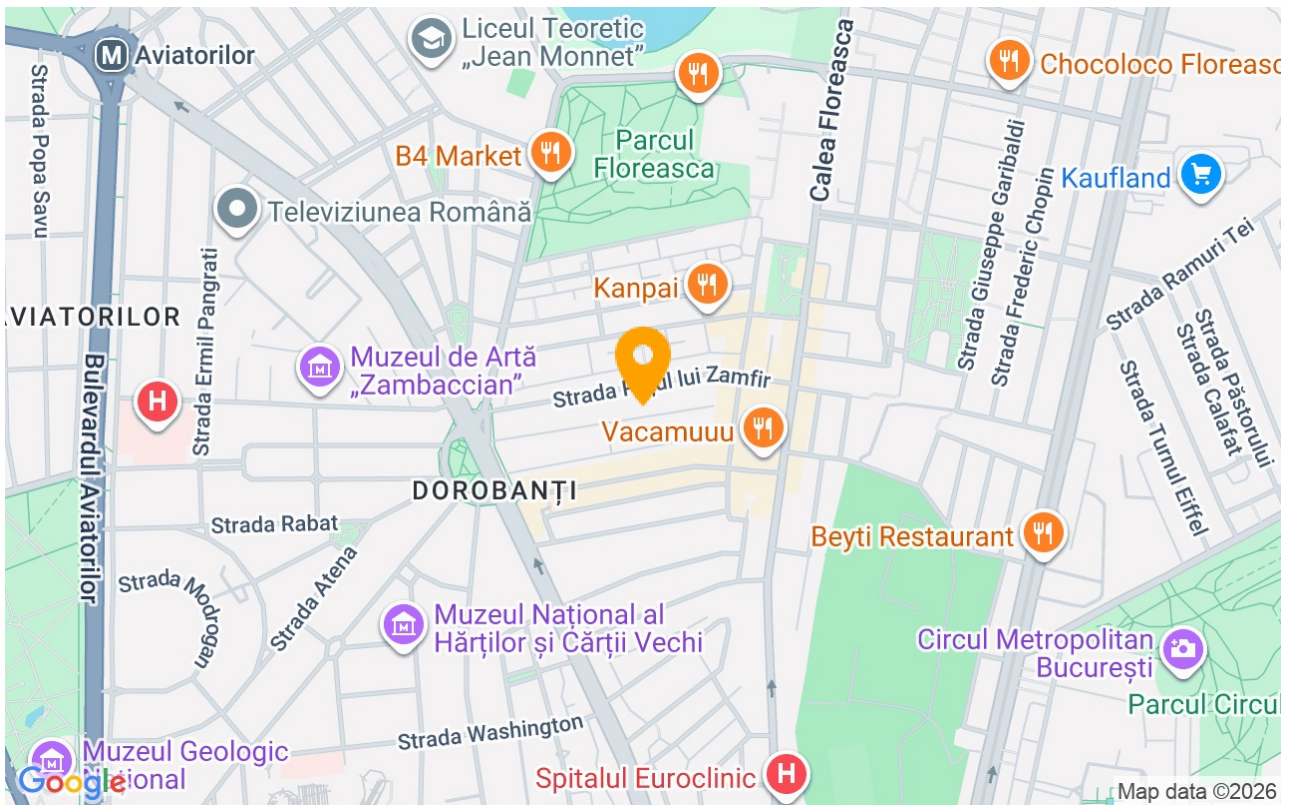 Liceul Teoretic
„Jean Monnet”
Aviatorilor
Chocoloco Floreasc
Strada Popa Savu
B4 Market
Parcul
Floreasca
Calea Floreasca
Kaufland
Televiziunea Română
Strada Giuseppe Garibaldi
Strada Frederic Chopin
Strada Ramuri Tei
Kanpai
AVIATORILOR
Strada Ermil Pangrati
Muzeul de Artă
„Zambaccian”
Strada lui Zamfir
Strada Păstorului
Strada Calafat
Strada Turnul Eiffel
Bulevardul Aviatorilor
H
Vacamuuu
DOROBANȚI
Strada Rabat
Beyti Restaurant
Strada Atena
Strada Modrogan
Muzeul Național al
Hărților și Cărții Vechi
Circul Metropolitan
București
Parcul Circul
Strada Washington
Muzeul Geologic
Național
Spitalul Euroclinic
H
Google
Map data ©2026